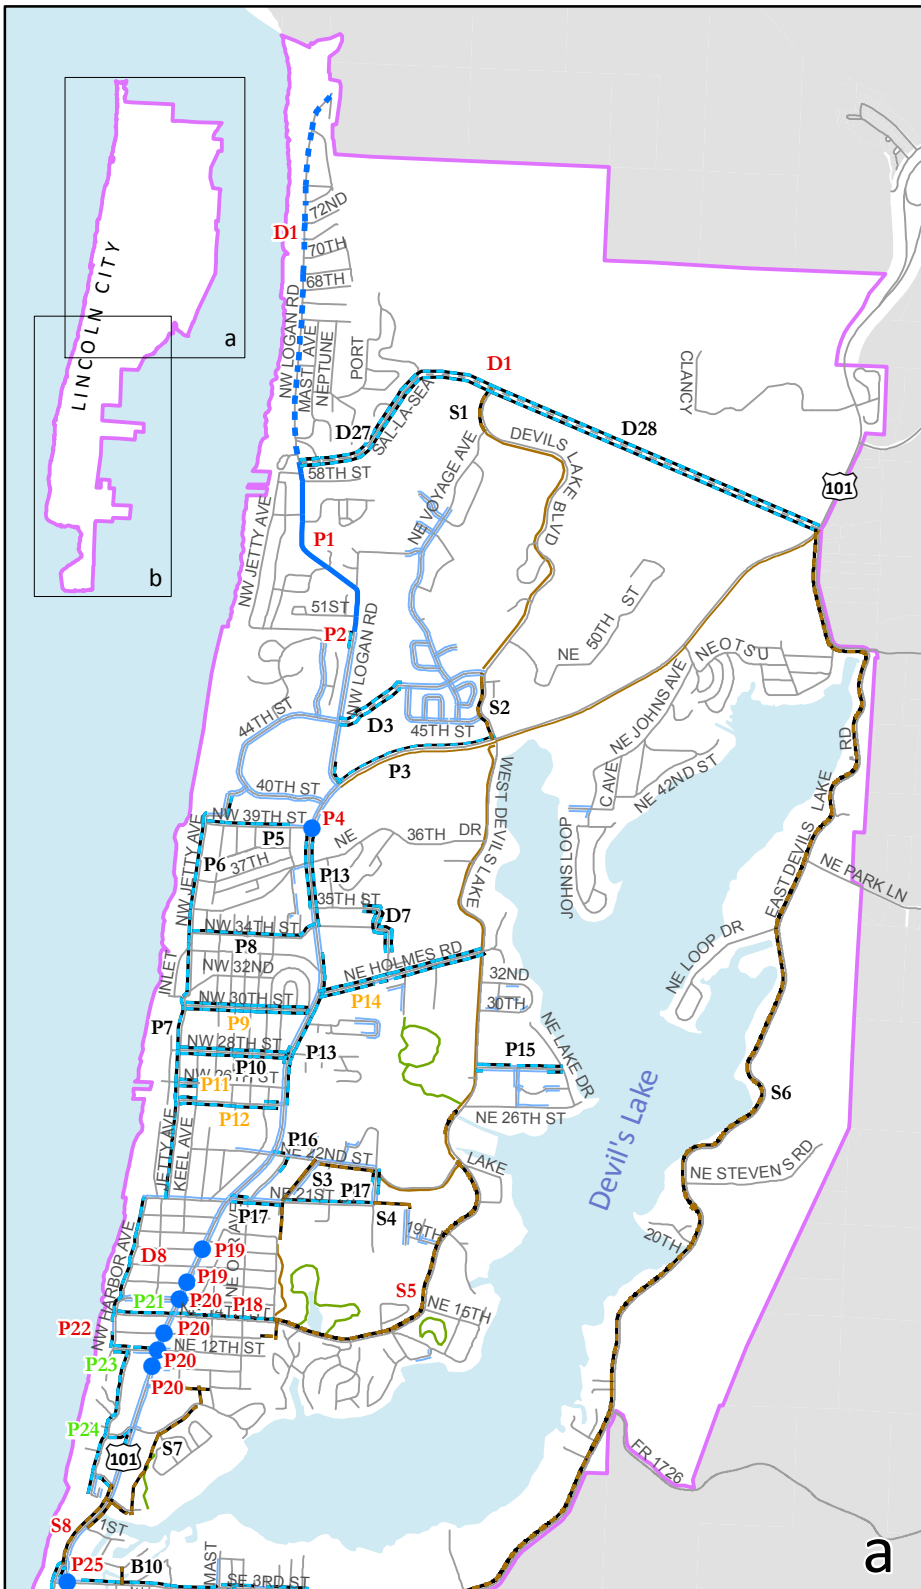 72ND
D1
70TH
68TH
LINCOLN CITY
a
NW LOGAN RD
MAST AVE
NEPTUNE
PORT
D1
CLANCY
SAL-LA-SEA
S1
D27
D28
DEVILS LAKE BLVD
58TH ST
NE VOYAGE AVE
101
NW JETTY AVE
P1
b
51ST
NE 50TH ST
P2
NW LOGAN RD
NEOTSU
44TH ST
D3
S2
45TH ST
NE JOHNS AVE
P3
RD
40TH ST
WEST DEVILS LAKE
C AVE
NE 42ND ST
NW 39TH ST
P4
P5
NE 36TH DR
JOHNS LOOP
EAST DEVILS LAKE
NW JETTY AVE
P6
37TH
P13
NE PARK LN
35TH ST
D7
NW 34TH ST
P8
NE LOOP DR
INLET
NW 32ND
NE HOLMES RD
32ND
NW 30TH ST
P14
30TH
P9
P7
NE LAKE DR
NW 28TH ST
P13
P15
P10
P11
P12
S6
NE 26TH ST
JETTY AVE
KEEL AVE
Devil's Lake
P16
NE 22ND ST
LAKE
S3
NE STEVENS RD
NE 21ST
P17
P17
S4
19TH
20TH
NW HARBOR AVE
D8
P19
P19
S5
P21
P20
P18
NE 15TH
P22
P20
NE 12TH ST
P23
P20
P20
P24
101
S7
FR 1726
S8
1ST
a
P25
B10
MAST
SE 3RD ST